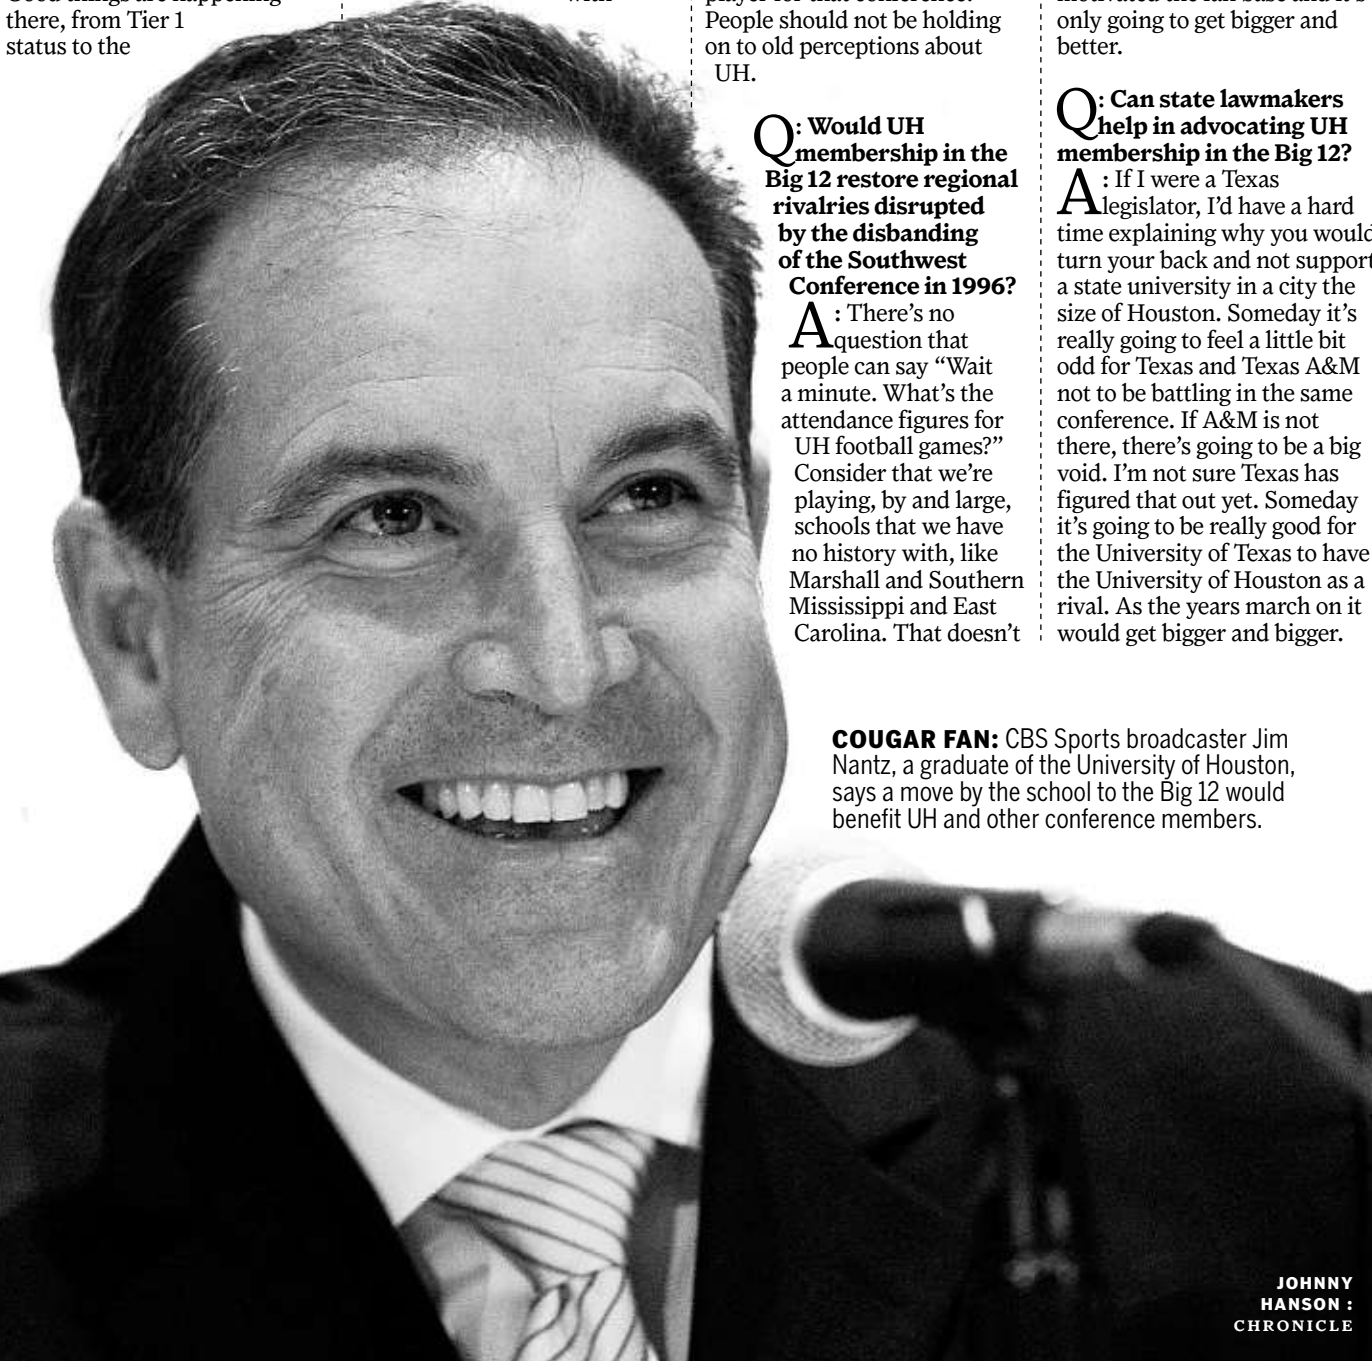 there, from Tier 1
status to the
People should not be holding
on to old perceptions about
UH.
Q: Would UH
membership in the
Big 12 restore regional
rivalries disrupted
by the disbanding
of the Southwest
Conference in 1996?
A: There's no
question that
people can say “Wait
a minute. What's the
attendance figures for
UH football games?”
Consider that we're
playing, by and large,
schools that we have
no history with, like
Marshall and Southern
Mississippi and East
Carolina. That doesn't
only going to get bigger and
better.
Q: Can state lawmakers
help in advocating UH
membership in the Big 12?
A: If I were a Texas
legislator, I'd have a hard
time explaining why you would
turn your back and not support
a state university in a city the
size of Houston. Someday it's
really going to feel a little bit
odd for Texas and Texas A&M
not to be battling in the same
conference. If A&M is not
there, there's going to be a big
void. I'm not sure Texas has
figured that out yet. Someday
it's going to be really good for
the University of Texas to have
the University of Houston as a
rival. As the years march on it
would get bigger and bigger.
COUGAR FAN: CBS Sports broadcaster Jim
Nantz, a graduate of the University of Houston,
says a move by the school to the Big 12 would
benefit UH and other conference members.
JOHNNY
HANSON :
CHRONICLE